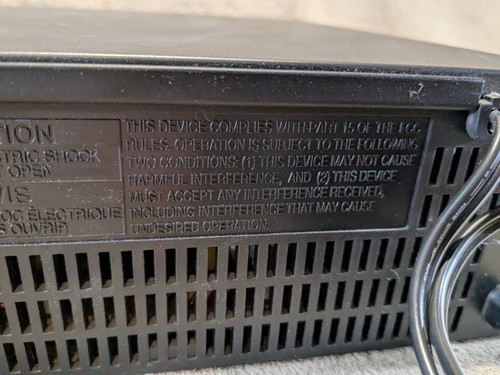 TION
CTRIC SHOCK
T OPEN
VIS
OC ÉLECTRIQUE
S OUVRIR
THIS DEVICE COMPLIES WITH PART 15 OF THE FCC
RULES. OPERATION IS SUBJECT TO THE FOLLOWING
TWO CONDITIONS: (1) THIS DEVICE MAY NOT CAUSE
HARMFUL INTERFERENCE, AND (2) THIS DEVICE
MUST ACCEPT ANY INTERFERENCE RECEIVED,
INCLUDING INTERFERENCE THAT MAY CAUSE
UNDESIRED OPERATION.